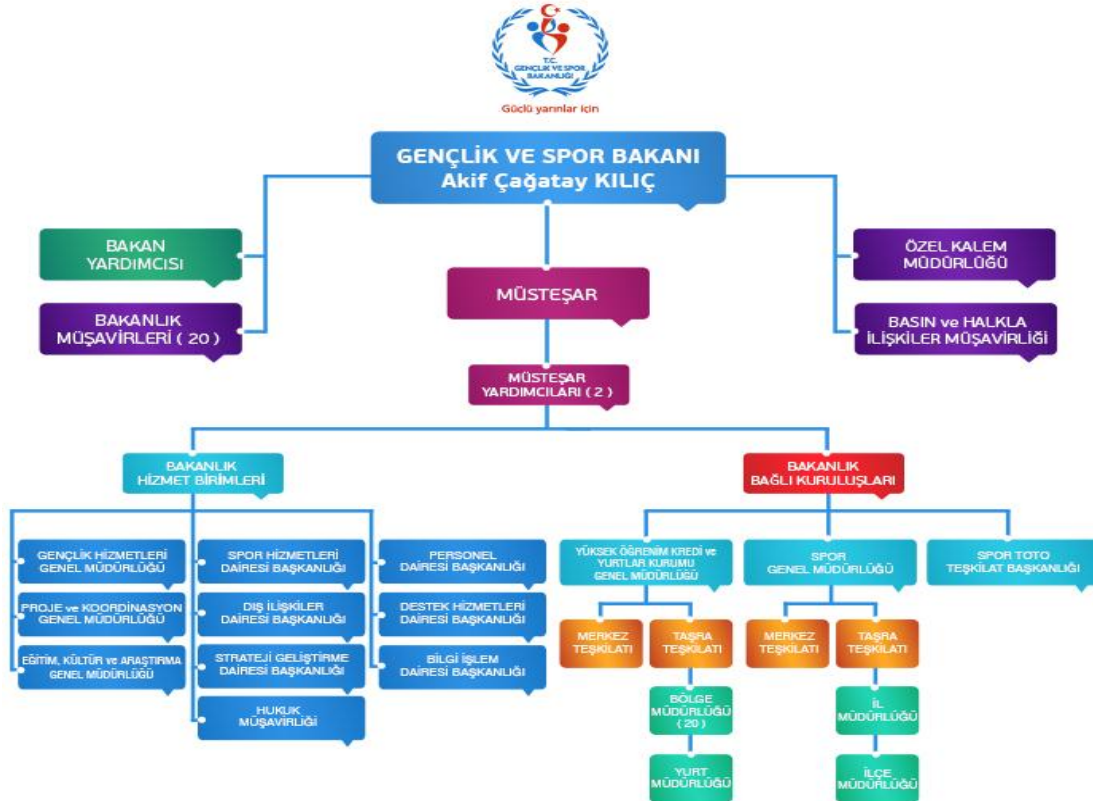 T.C.
GENÇLİK VE SPOR
BAKANLIĞI
Güçlü yarınlar için
GENÇLİK VE SPOR BAKANI
Akif Çağatay KILIÇ
BAKAN
YARDIMCISI
BAKANLIK
MÜŞAVİRLERİ ( 20 )
ÖZEL KALEM
MÜDÜRLÜĞÜ
BASIN ve HALKLA
İLİŞKİLER MÜŞAVİRLİĞİ
MÜSTEŞAR
MÜSTEŞAR
YARDIMCILARI ( 2 )
BAKANLIK
HİZMET BİRİMLERİ
GENÇLİK HİZMETLERİ
GENEL MÜDÜRLÜĞÜ
PROJE ve KOORDİNASYON
GENEL MÜDÜRLÜĞÜ
EĞİTİM, KÜLTÜR ve ARAŞTIRMA
GENEL MÜDÜRLÜĞÜ
SPOR HİZMETLERİ
DAİRESİ BAŞKANLIĞI
DIŞ İLİŞKİLER
DAİRESİ BAŞKANLIĞI
STRATEJİ GELİŞTİRME
DAİRESİ BAŞKANLIĞI
HUKUK
MÜŞAVİRLİĞİ
PERSONEL
DAİRESİ BAŞKANLIĞI
DESTEK HİZMETLERİ
DAİRESİ BAŞKANLIĞI
BİLGİ İŞLEM
DAİRESİ BAŞKANLIĞI
BAKANLIK
BAĞLI KURULUŞLARI
YÜKSEK ÖĞRENİM KREDİ ve
YURTLAR KURUMU
GENEL MÜDÜRLÜĞÜ
MERKEZ
TEŞKİLATI
TAŞRA
TEŞKİLATI
BÖLGE
MÜDÜRLÜĞÜ
( 20 )
YURT
MÜDÜRLÜĞÜ
SPOR
GENEL MÜDÜRLÜĞÜ
MERKEZ
TEŞKİLATI
TAŞRA
TEŞKİLATI
İL
MÜDÜRLÜĞÜ
İLÇE
MÜDÜRLÜĞÜ
SPOR TOTO
TEŞKİLAT BAŞKANLIĞI